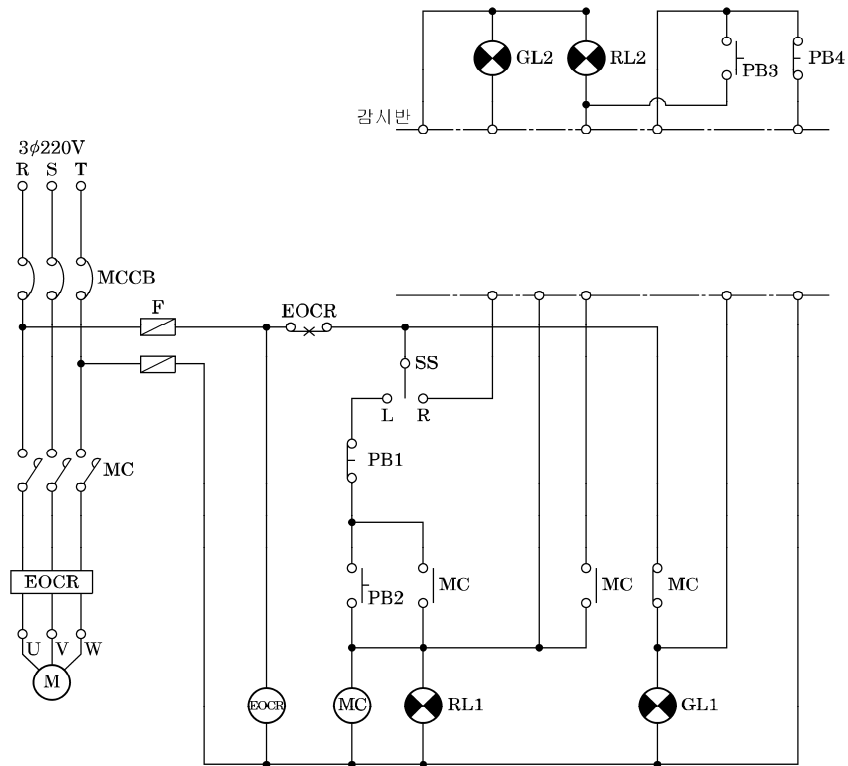 GL2
RL2
PB3
PB4
감시반
3φ220V
R S T
MCCB
F
EOCR
SS
L R
PB1
MC
EOCR
PB2
MC
MC
MC
U V W
M
EOCR
MC
RL1
GL1